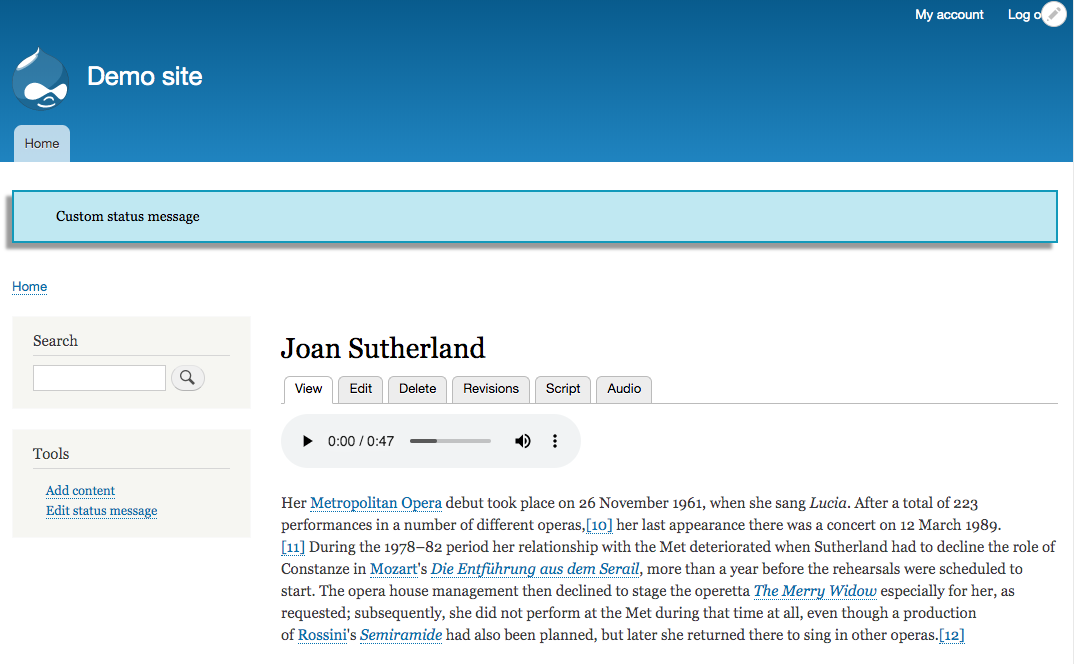 My account Log o
Demo site
Home
Custom status message
Home
Search
Tools
Add content
Edit status message
Joan Sutherland
View Edit Delete Revisions Script Audio
0:00 / 0:47
Her Metropolitan Opera debut took place on 26 November 1961, when she sang Lucia. After a total of 223
performances in a number of different operas,[10] her last appearance there was a concert on 12 March 1989.
[11] During the 1978–82 period her relationship with the Met deteriorated when Sutherland had to decline the role of
Constanze in Mozart's Die Entführung aus dem Serail, more than a year before the rehearsals were scheduled to
start. The opera house management then declined to stage the operetta The Merry Widow especially for her, as
requested; subsequently, she did not perform at the Met during that time at all, even though a production
of Rossini's Semiramide had also been planned, but later she returned there to sing in other operas.[12]